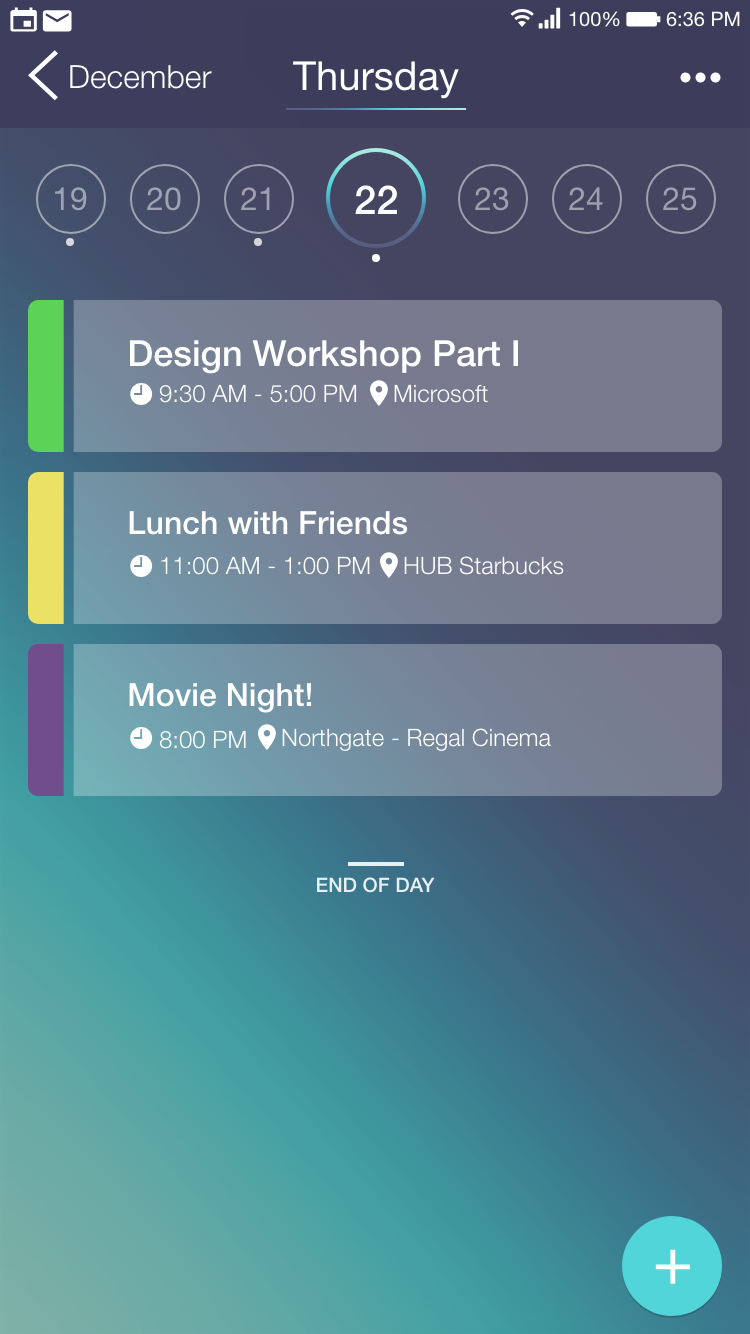 100% 6:36 PM
December Thursday
19 20 21 22 23 24 25
Design Workshop Part I
9:30 AM - 5:00 PM Microsoft
Lunch with Friends
11:00 AM - 1:00 PM HUB Starbucks
Movie Night!
8:00 PM Northgate - Regal Cinema
END OF DAY